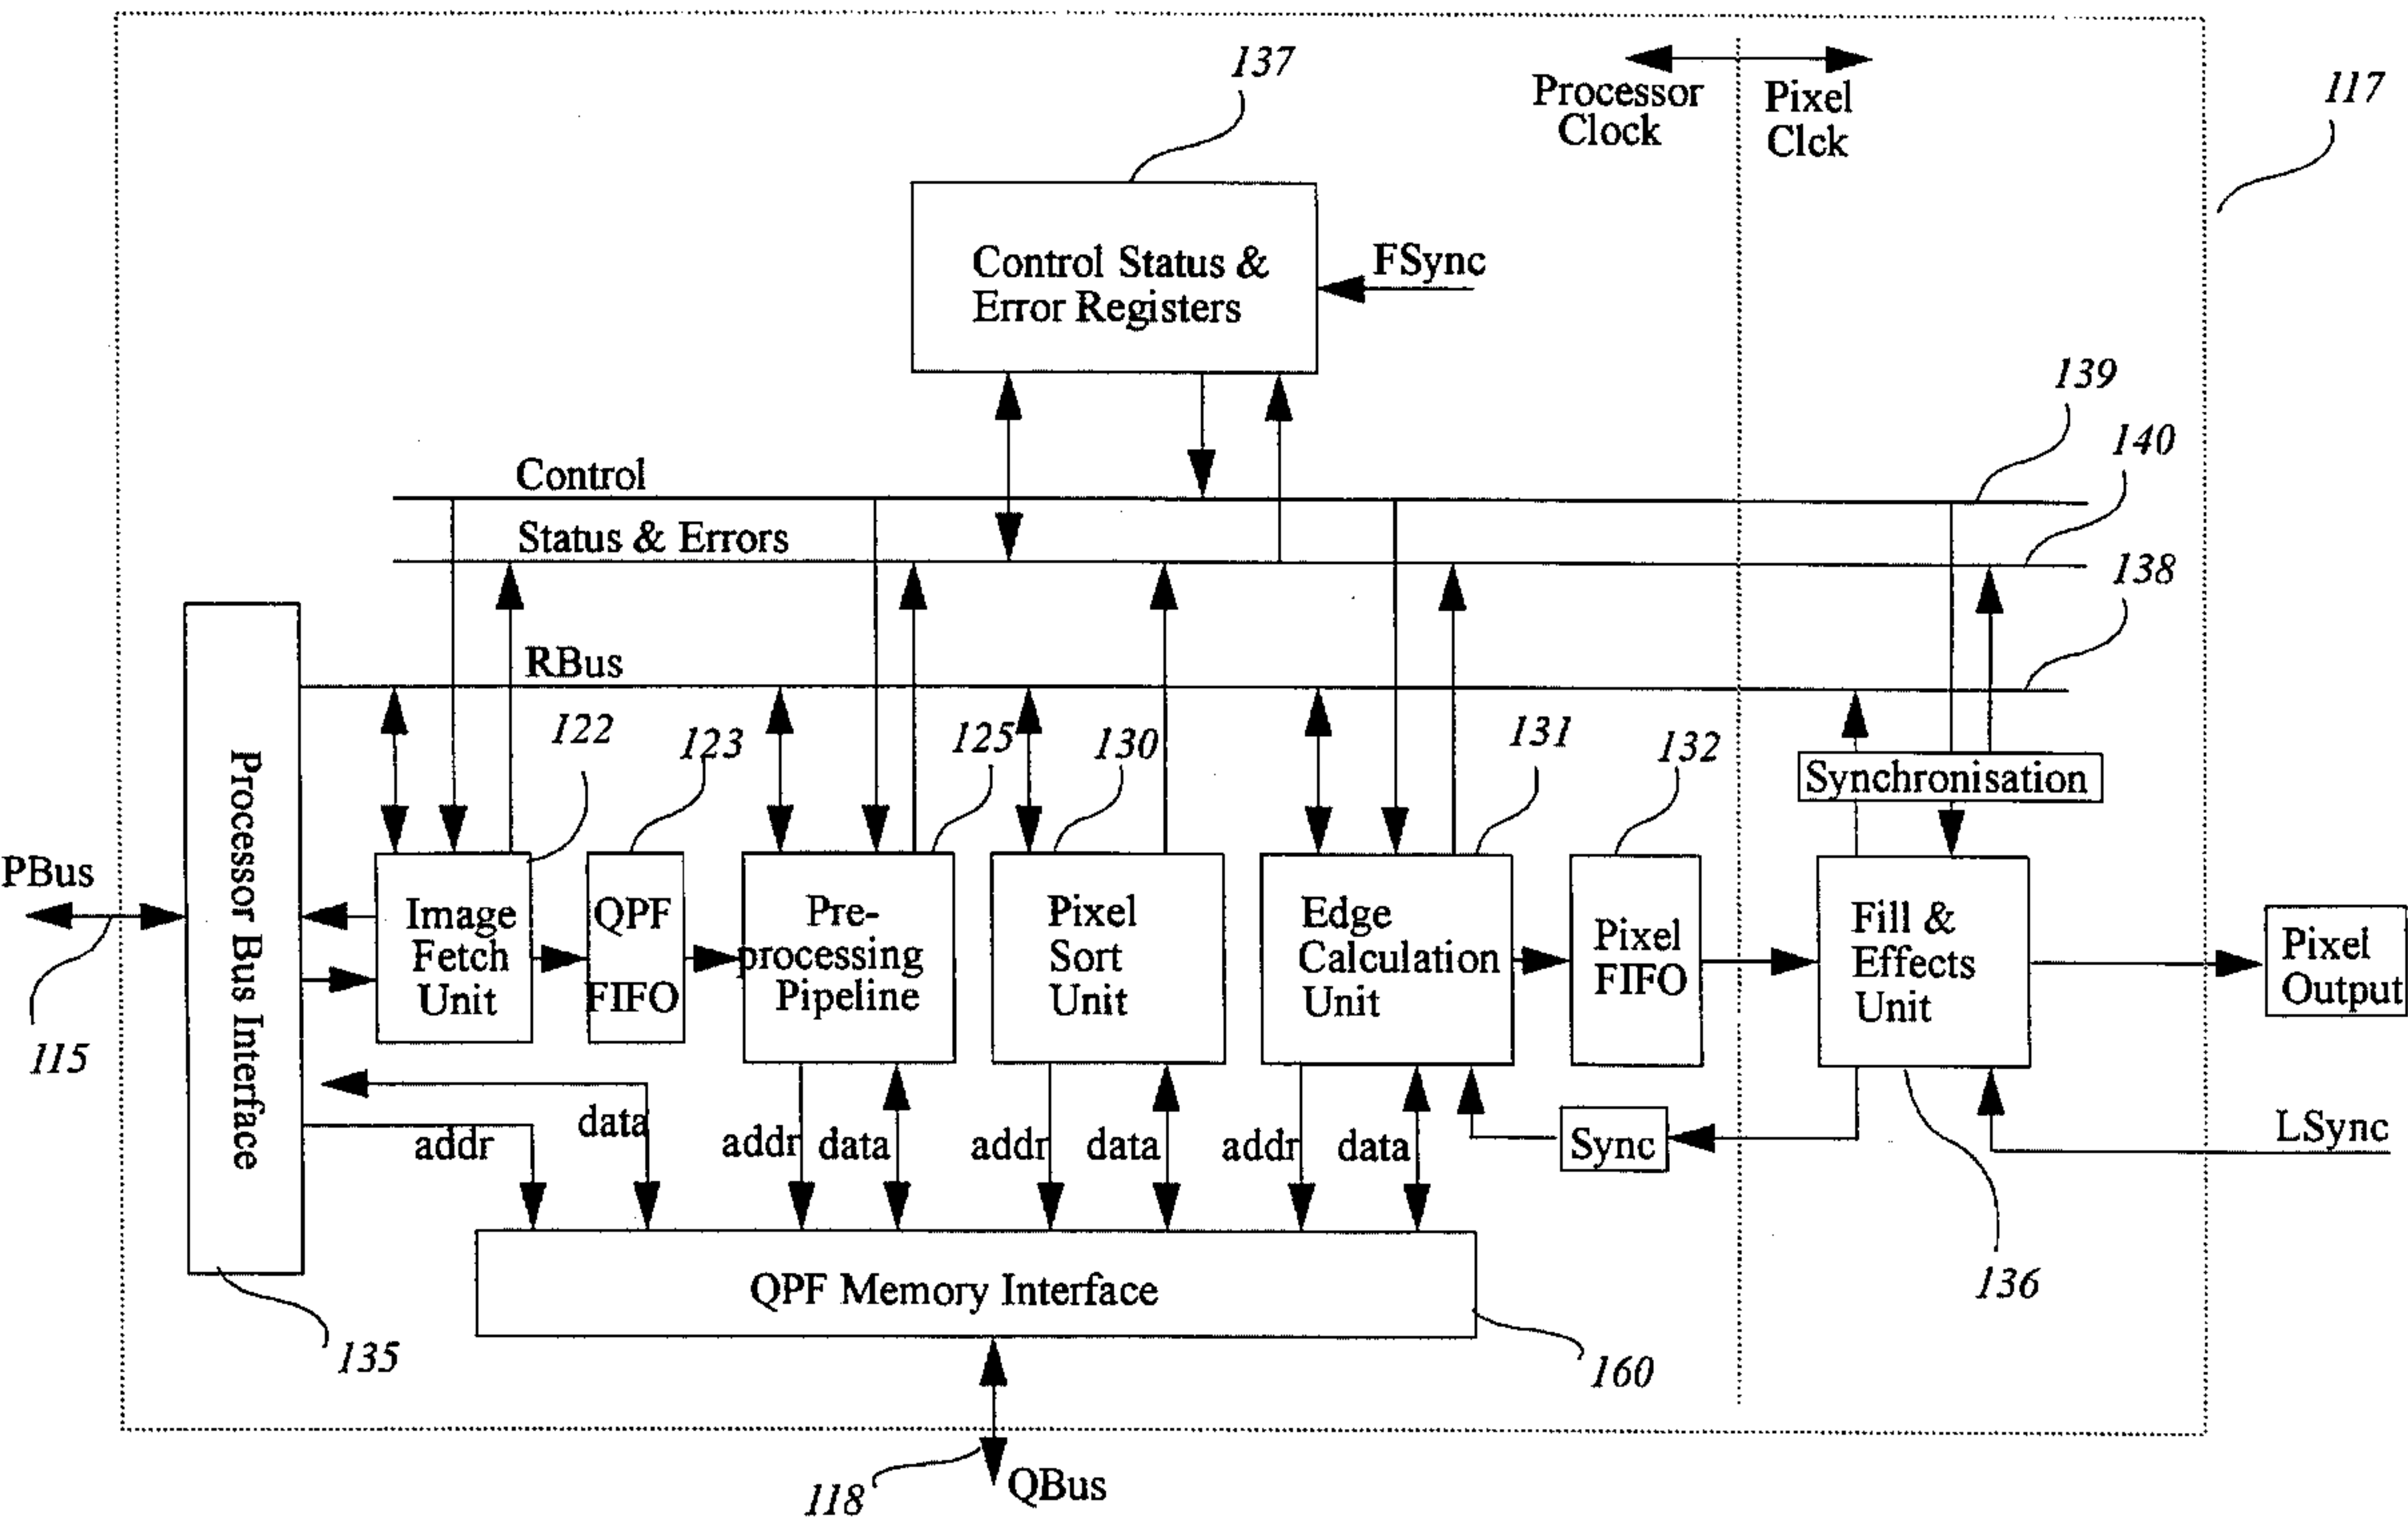 137
117
Processor
Clock
Pixel
Clck
Control Status &
Error Registers
FSync
139
140
138
Control
Status & Errors
RBus
122
123
125
130
131
132
Synchronisation
PBus
115
Processor Bus Interface
Image
Fetch
Unit
QPF
FIFO
Pre-
processing
Pipeline
Pixel
Sort
Unit
Edge
Calculation
Unit
Pixel
FIFO
Fill &
Effects
Unit
Pixel
Output
addr
data
addr
data
addr
data
addr
data
Sync
LSync
QPF Memory Interface
135
160
136
118
QBus